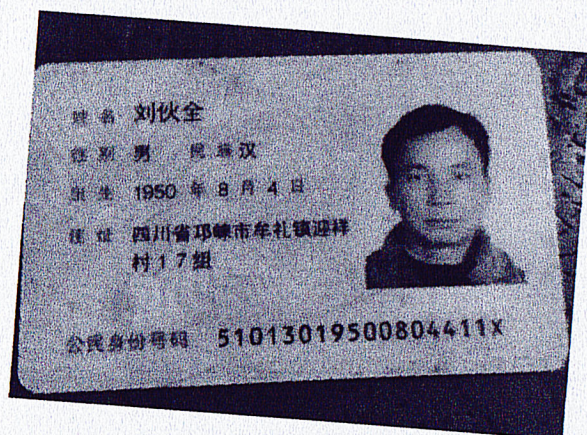 姓名 刘伙全
性别 男 民族 汉
出生 1950 年 8 月 4 日
住址 四川省邛崃市牟礼镇迎祥
村17组
公民身份号码 51013019500804411X